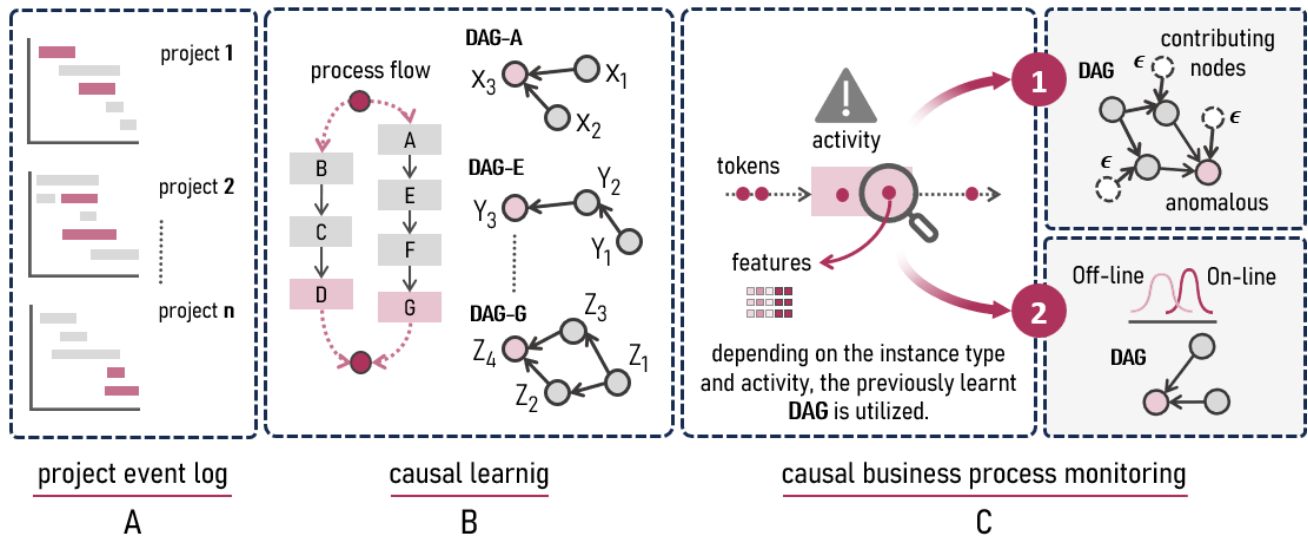 project 1
project 2
project n
project event log
A
process flow
B
C
D
A
E
F
G
DAG-A
X3
X1
X2
DAG-E
Y3
Y2
Y1
DAG-G
Z4
Z3
Z1
Z2
causal learnig
B
!
activity
tokens
features
depending on the instance type
and activity, the previously learnt
DAG is utilized.
1
contributing
nodes
DAG
ϵ
ϵ
ϵ
anomalous
2
Off-line
On-line
DAG
causal business process monitoring
C